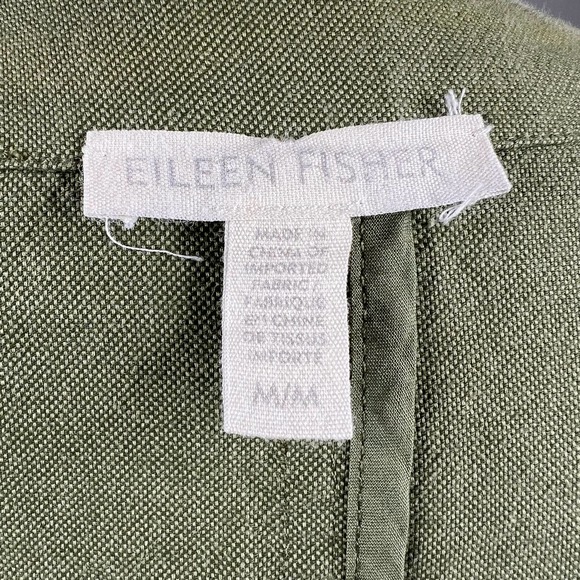 EILEEN FISHER
MADE IN
CHINA OF
IMPORTED
FABRIC /
FABRIQUÉ
EN CHINE
DE TISSUS
IMPORTÉ
M/M